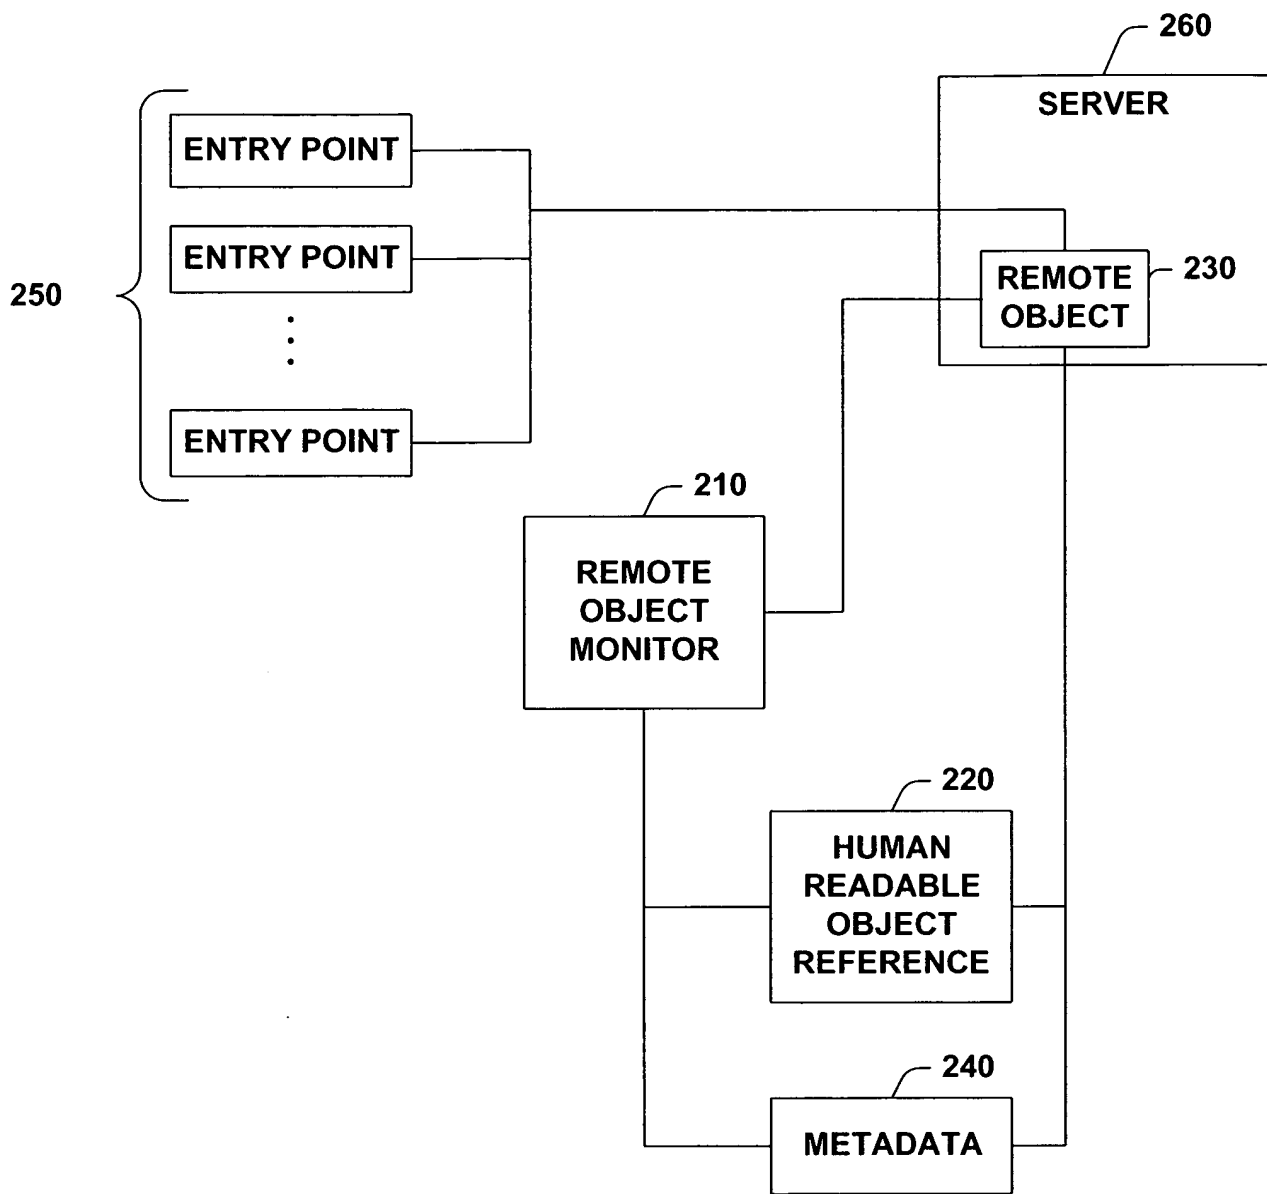 260
SERVER
ENTRY POINT
ENTRY POINT
230
REMOTE
OBJECT
250
ENTRY POINT
210
REMOTE
OBJECT
MONITOR
220
HUMAN
READABLE
OBJECT
REFERENCE
240
METADATA